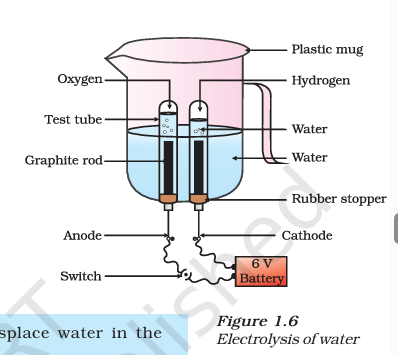 Plastic mug
Oxygen
Hydrogen
Test tube
Water
Graphite rod
Water
Rubber stopper
Anode
Cathode
Switch
6 V
Battery
splace water in the
Figure 1.6
Electrolysis of water